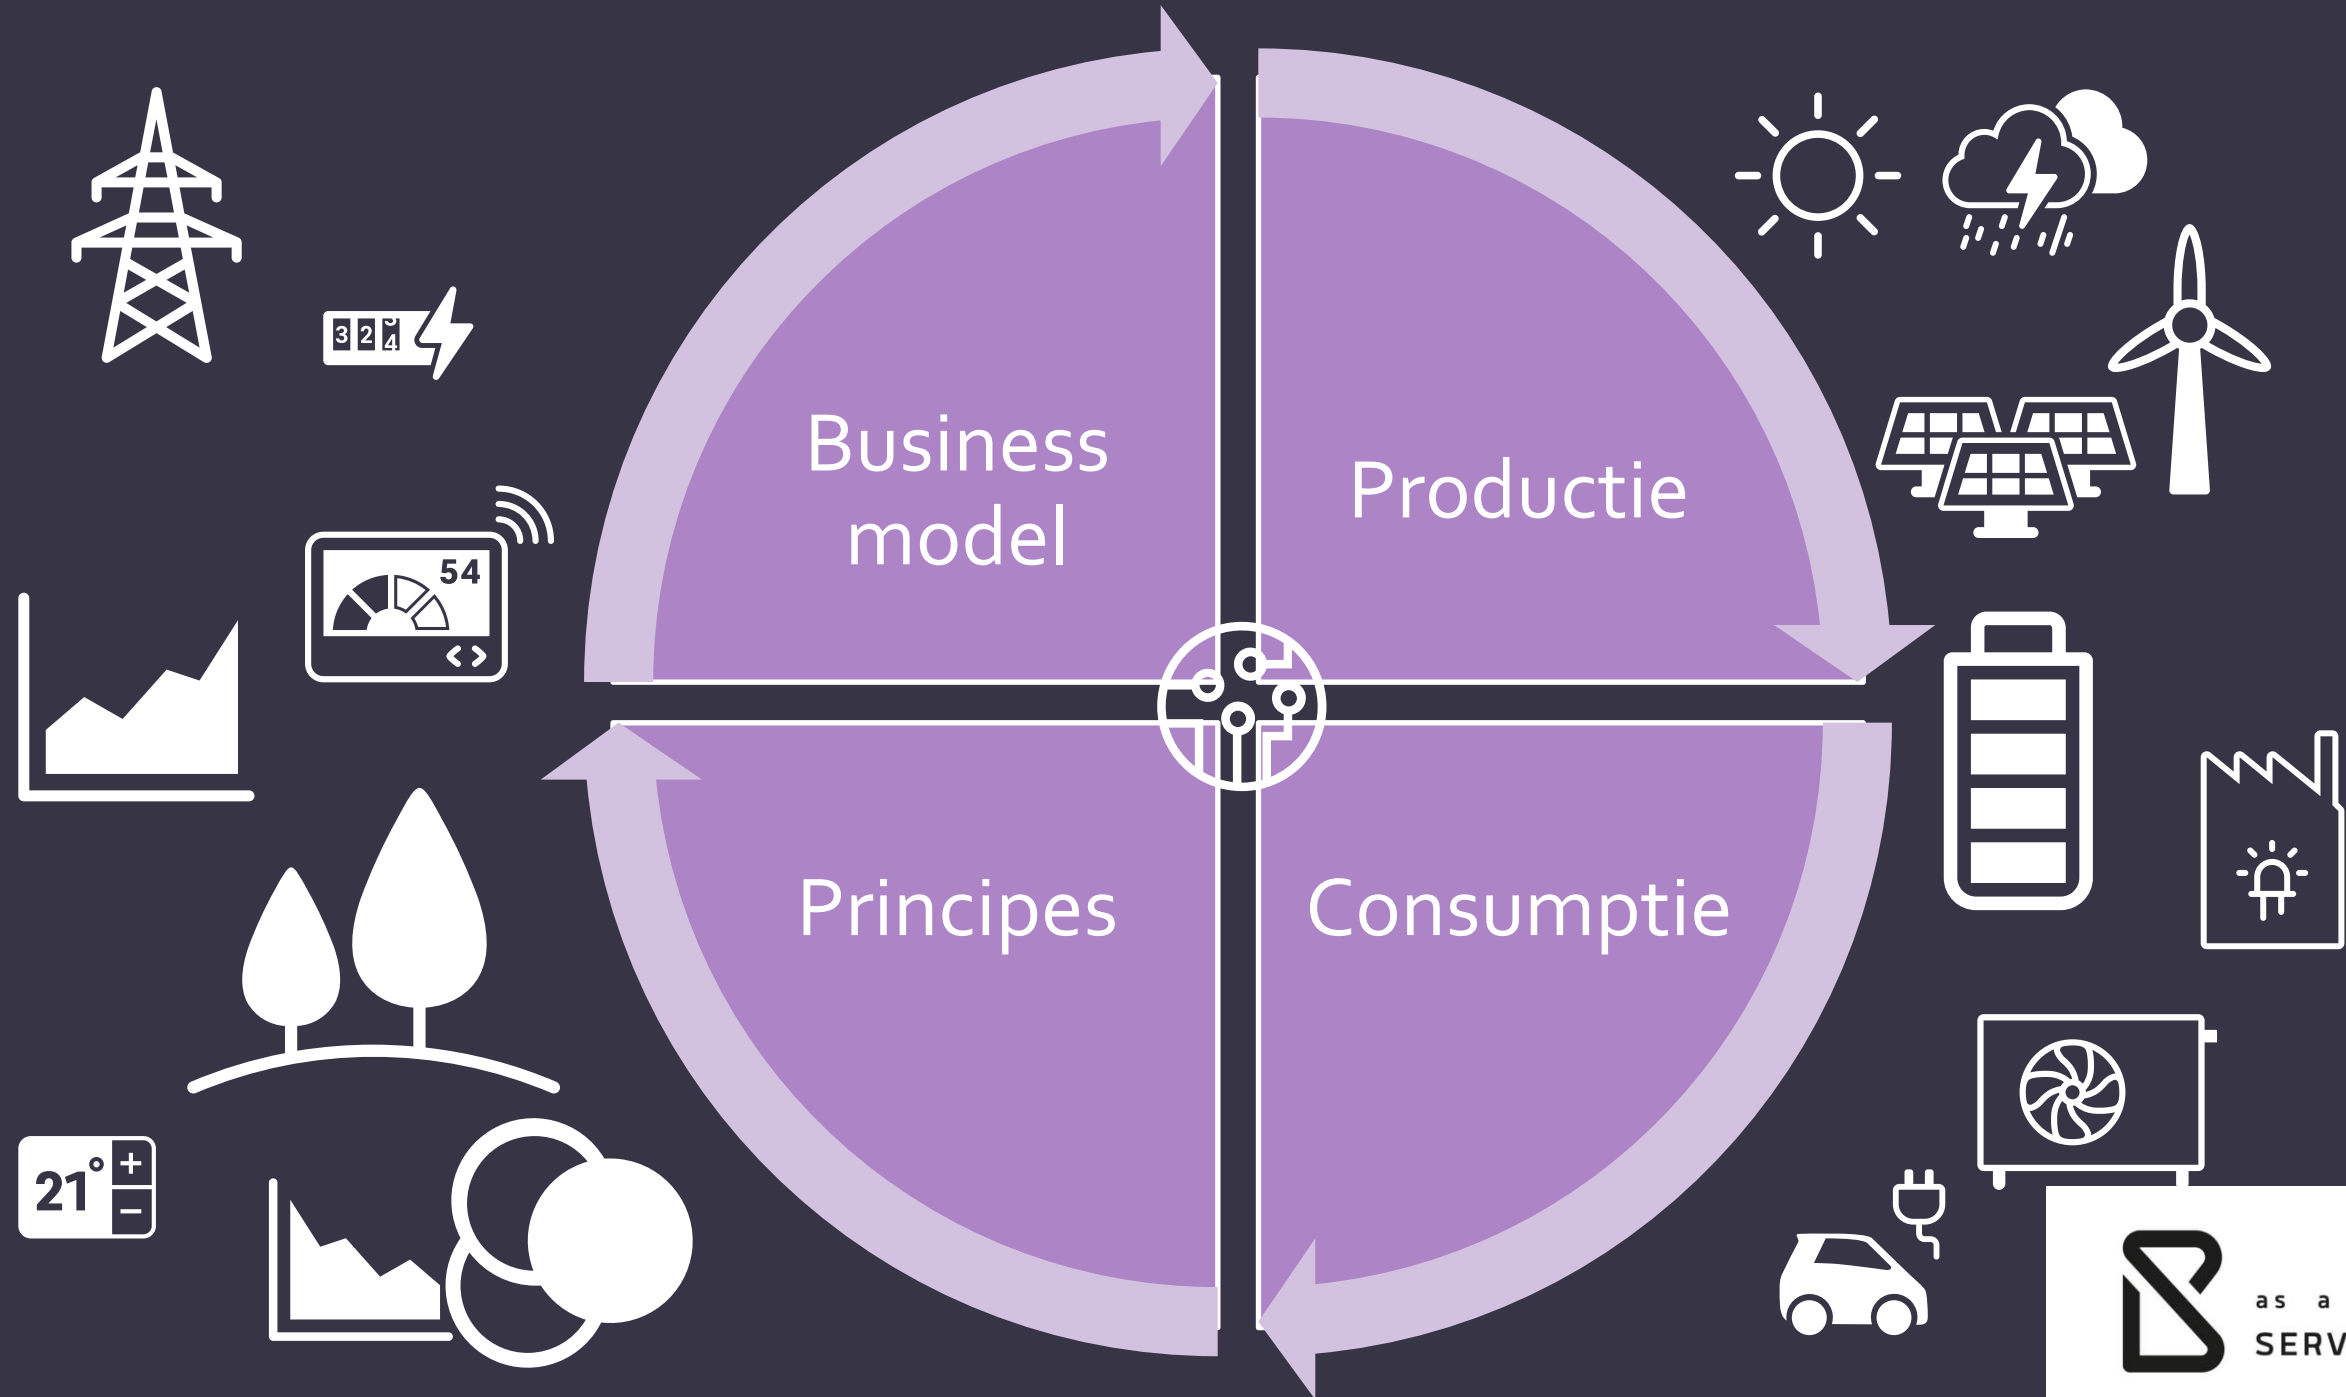 Business
model
Productie
Principes
Consumptie
3 2 4
54
21°
as a
SERV